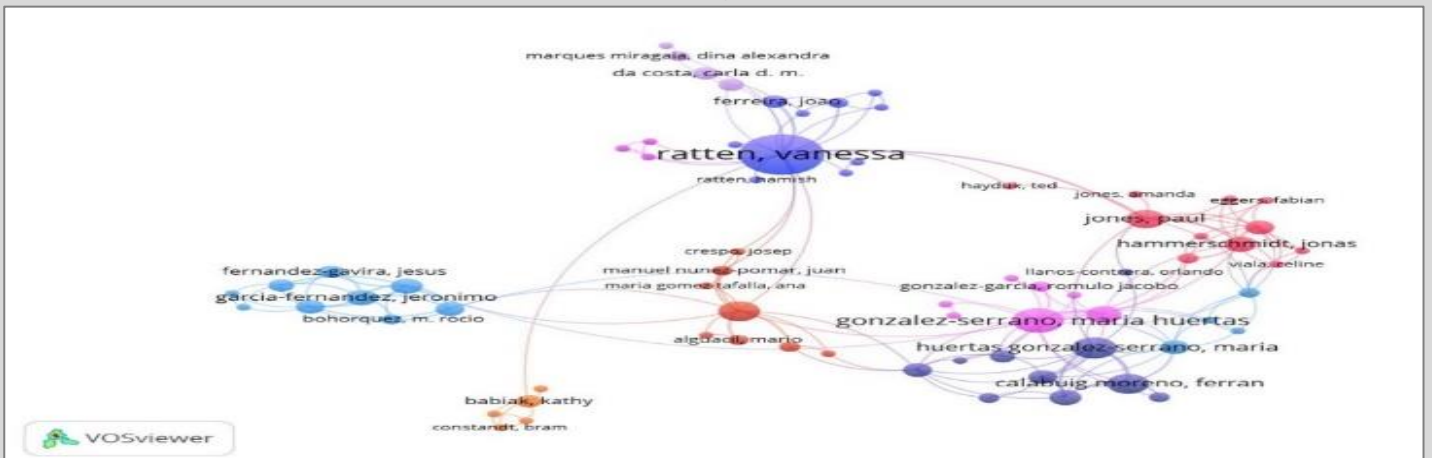 marques miragaia, dina alexandra
da costa, carla d. m.
ferreira, joao
ratten, vanessa
ratten, hamish
hayduk, ted
jones, amanda
eggers, fabian
jones, paul
hammerschmidt, jonas
viala, celine
crespo, josep
manuel nunez-pomar, juan
maria gomez-tafalla, ana
alguacil, mario
fernandez-gavira, jesus
garcia-fernandez, jeronimo
bohorquez, m. rocio
llanos-contrera, orlando
gonzalez-garcia, romulo jacobo
gonzalez-serrano, maria huertas
huertas gonzalez-serrano, maria
calabuig moreno, ferran
babiak, kathy
constandt, bram
VOSviewer